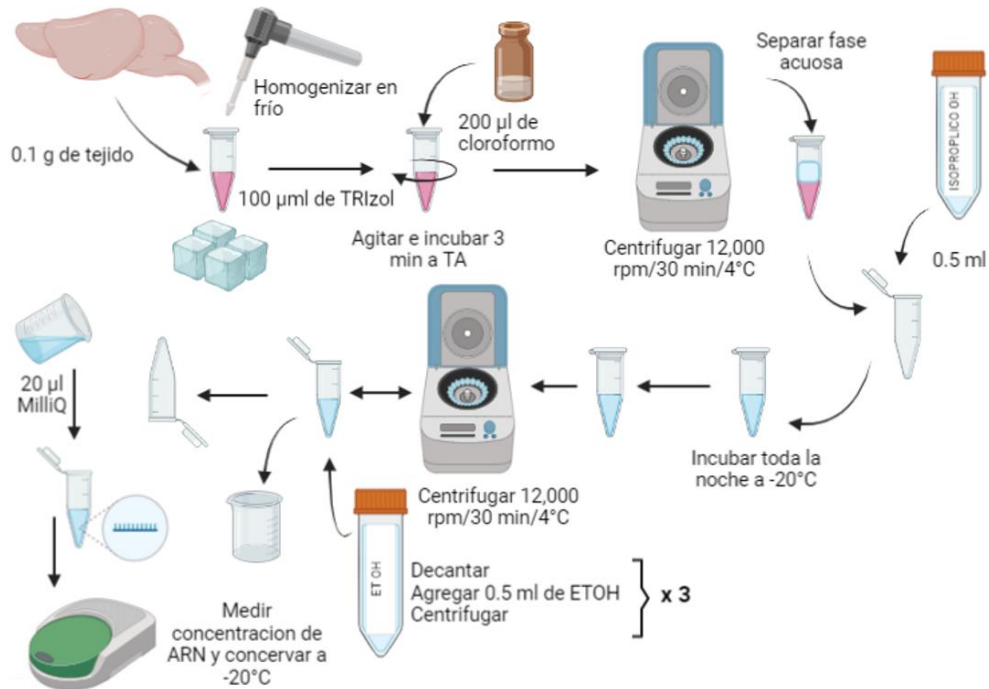 Homogenizar en
frío
0.1 g de tejido
100 µml de TRIzol
200 µl de
cloroformo
Agitar e incubar 3
min a TA
Centrifugar 12,000
rpm/30 min/4°C
Separar fase
acuosa
ISOPROPLICO OH
0.5 ml
Incubar toda la
noche a -20°C
Centrifugar 12,000
rpm/30 min/4°C
ET OH
Decantar
Agregar 0.5 ml de ETOH
Centrifugar
x 3
20 µl
MilliQ
Medir
concentracion de
ARN y concervar a
-20°C